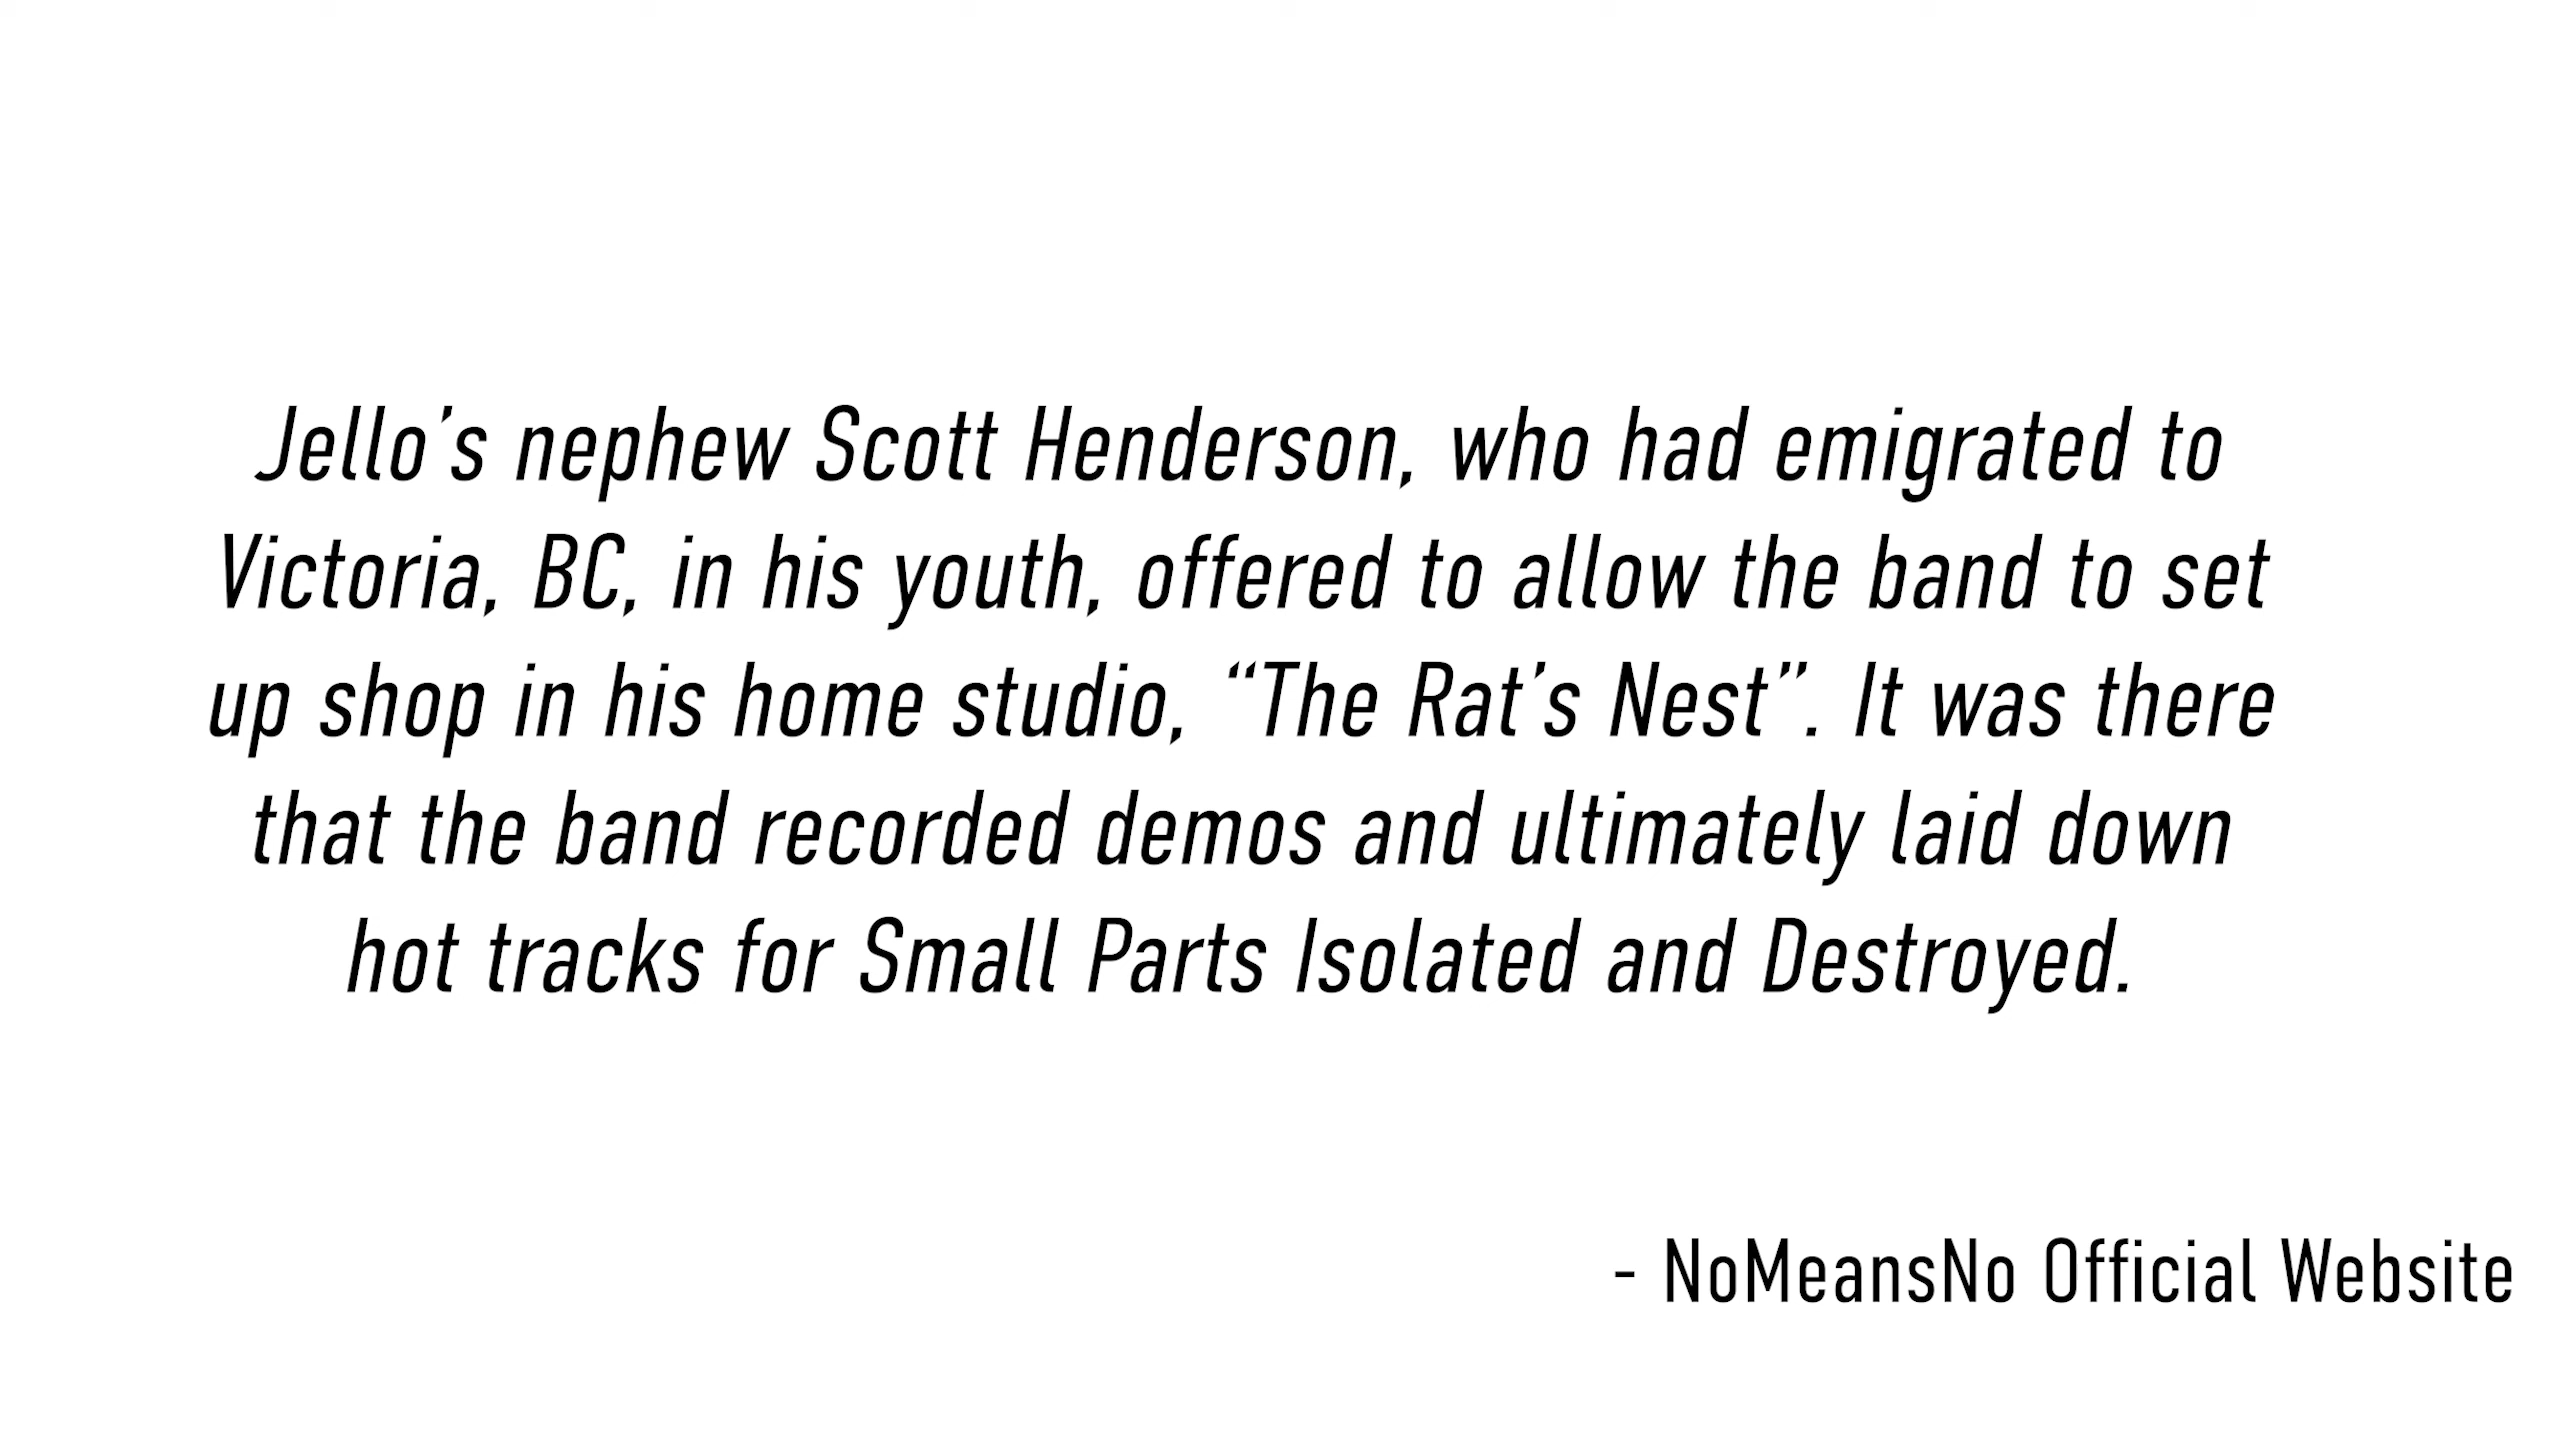 Jello’s nephew Scott Henderson, who had emigrated to
Victoria, BC, in his youth, offered to allow the band to set
up shop in his home studio, “The Rat’s Nest”. It was there
that the band recorded demos and ultimately laid down
hot tracks for Small Parts Isolated and Destroyed.
- NoMeansNo Official Website